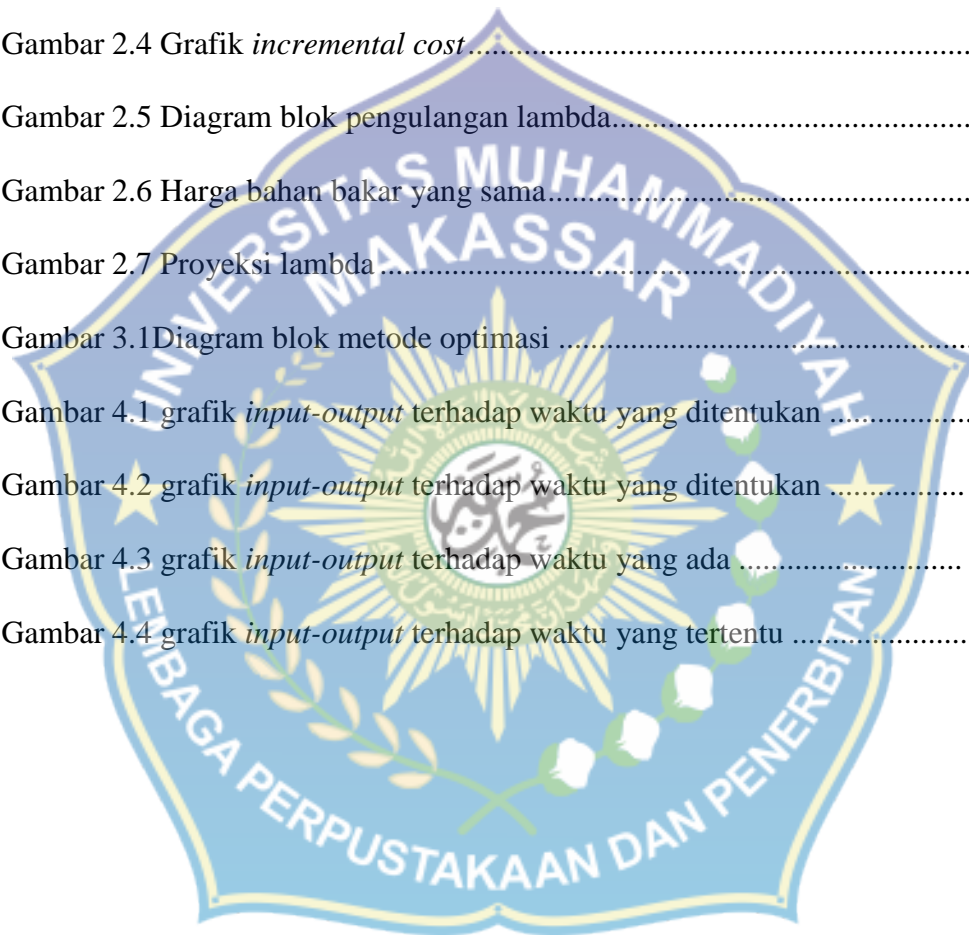 Gambar 2.4 Grafik incremental cost..........................................................
Gambar 2.5 Diagram blok pengulangan lambda..........................................
Gambar 2.6 Harga bahan bakar yang sama.................................................
Gambar 2.7 Proyeksi lambda .....................................................................
Gambar 3.1Diagram blok metode optimasi ................................................
Gambar 4.1 grafik input-output terhadap waktu yang ditentukan .................
Gambar 4.2 grafik input-output terhadap waktu yang ditentukan ................
Gambar 4.3 grafik input-output terhadap waktu yang ada ..........................
Gambar 4.4 grafik input-output terhadap waktu yang tertentu .....................
UNIVERSITAS MUHAMMADIYAH
MAKASSAR
LEMBAGA PERPUSTAKAAN DAN PENERBITAN